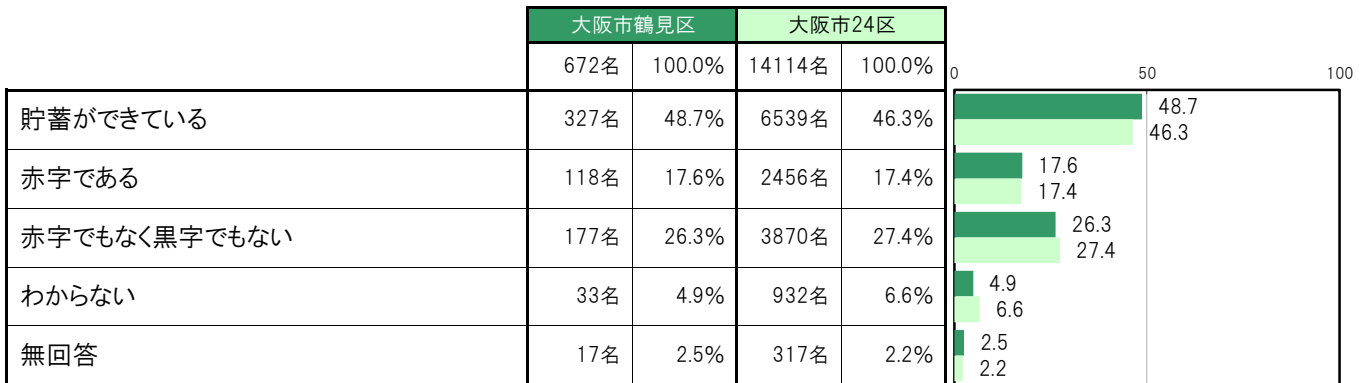 大阪市鶴見区 大阪市24区
672名 100.0% 14114名 100.0% 0 50 100
貯蓄ができている 327名 48.7% 6539名 46.3% 48.7
46.3
赤字である 118名 17.6% 2456名 17.4% 17.6
17.4
赤字でもなく黒字でもない 177名 26.3% 3870名 27.4% 26.3
27.4
わからない 33名 4.9% 932名 6.6% 4.9
6.6
無回答 17名 2.5% 317名 2.2% 2.5
2.2